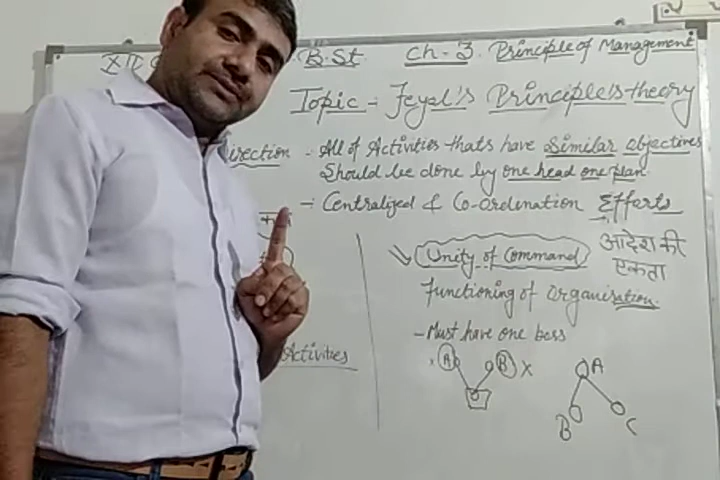 XII B.St. Ch-3. Principle of Management
Topic - Feyol's Principle's theory
irection - All of Activities thats have Similar objectives
Should be done by one head one plan.
- Centralized & Co-ordination Efforts
Unity of Command आदेश की
एकता
Functioning of Organisation.
- Must have one boss
Activities
x A B x
A
B C